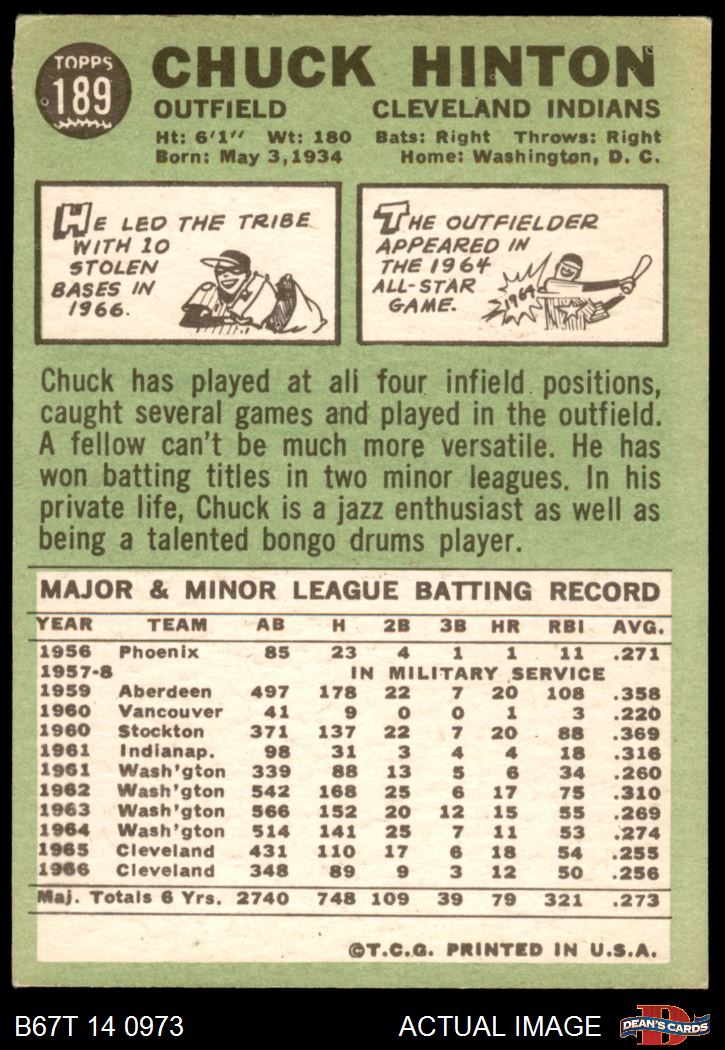 TOPPS
189
CHUCK HINTON
OUTFIELD CLEVELAND INDIANS
Ht: 6'1" Wt: 180 Bats: Right Throws: Right
Born: May 3, 1934 Home: Washington, D. C.
HE LED THE TRIBE
WITH 10
STOLEN
BASES IN
1966.
THE OUTFIELDER
APPEARED IN
THE 1964
ALL-STAR
GAME.
1964
Chuck has played at all four infield positions,
caught several games and played in the outfield.
A fellow can't be much more versatile. He has
won batting titles in two minor leagues. In his
private life, Chuck is a jazz enthusiast as well as
being a talented bongo drums player.
MAJOR & MINOR LEAGUE BATTING RECORD
YEAR TEAM AB H 2B 3B HR RBI AVG.
1956 Phoenix 85 23 4 1 1 11 .271
1957-8 IN MILITARY SERVICE
1959 Aberdeen 497 178 22 7 20 108 .358
1960 Vancouver 41 9 0 0 1 3 .220
1960 Stockton 371 137 22 7 20 88 .369
1961 Indianap. 98 31 3 4 4 18 .316
1961 Wash'gton 339 88 13 5 6 34 .260
1962 Wash'gton 542 168 25 6 17 75 .310
1963 Wash'gton 566 152 20 12 15 55 .269
1964 Wash'gton 514 141 25 7 11 53 .274
1965 Cleveland 431 110 17 6 18 54 .255
1966 Cleveland 348 89 9 3 12 50 .256
Maj. Totals 6 Yrs. 2740 748 109 39 79 321 .273
©T.C.G. PRINTED IN U.S.A.
B67T 14 0973 ACTUAL IMAGE
D
DEAN'S CARDS